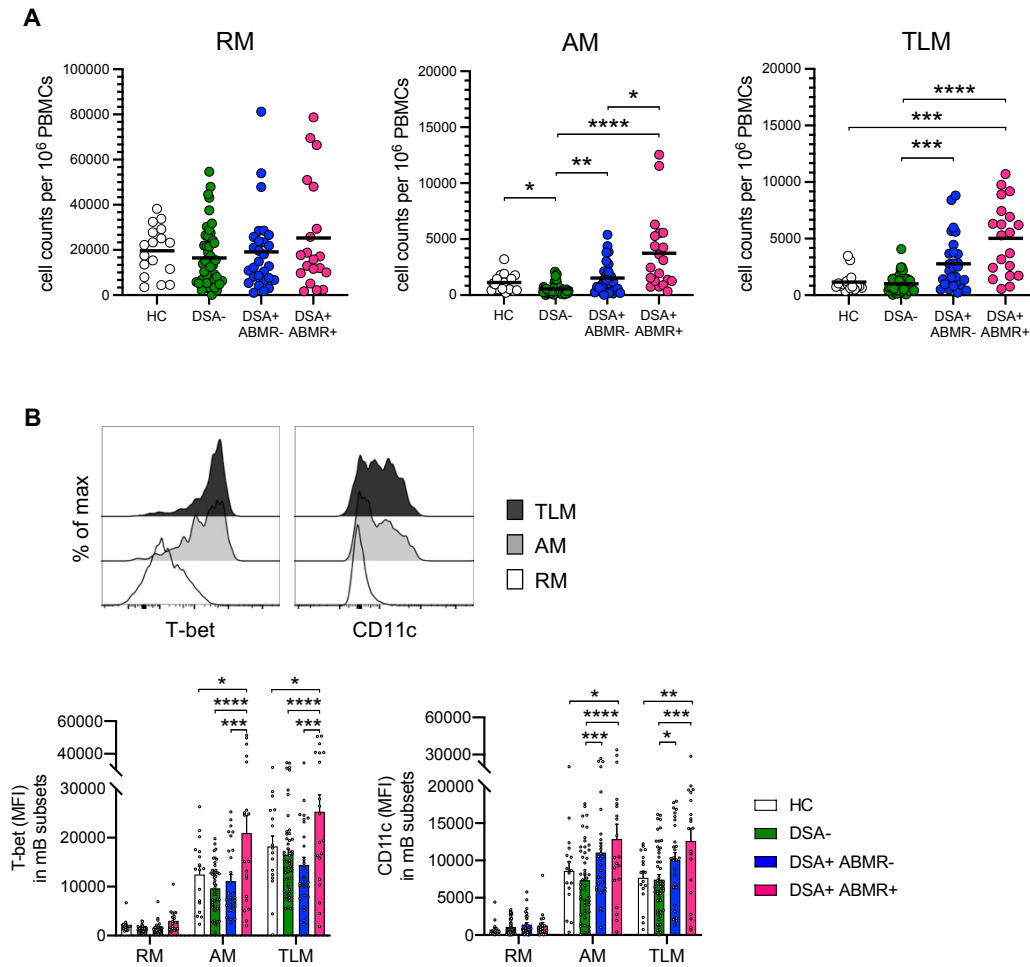 A
RM
cell counts per 10⁶ PBMCs
100000
80000
60000
40000
20000
0
HC
DSA-
DSA+
ABMR-
DSA+
ABMR+
AM
cell counts per 10⁶ PBMCs
20000
15000
10000
5000
0
*
****
**
*
HC
DSA-
DSA+
ABMR-
DSA+
ABMR+
TLM
cell counts per 10⁶ PBMCs
20000
15000
10000
5000
0
****
***
***
HC
DSA-
DSA+
ABMR-
DSA+
ABMR+
B
% of max
T-bet
CD11c
TLM
AM
RM
T-bet (MFI)
in mB subsets
60000
40000
30000
20000
10000
0
*
****
***
*
****
***
RM
AM
TLM
CD11c (MFI)
in mB subsets
60000
40000
20000
15000
10000
5000
0
*
****
***
**
***
*
RM
AM
TLM
HC
DSA-
DSA+ ABMR-
DSA+ ABMR+